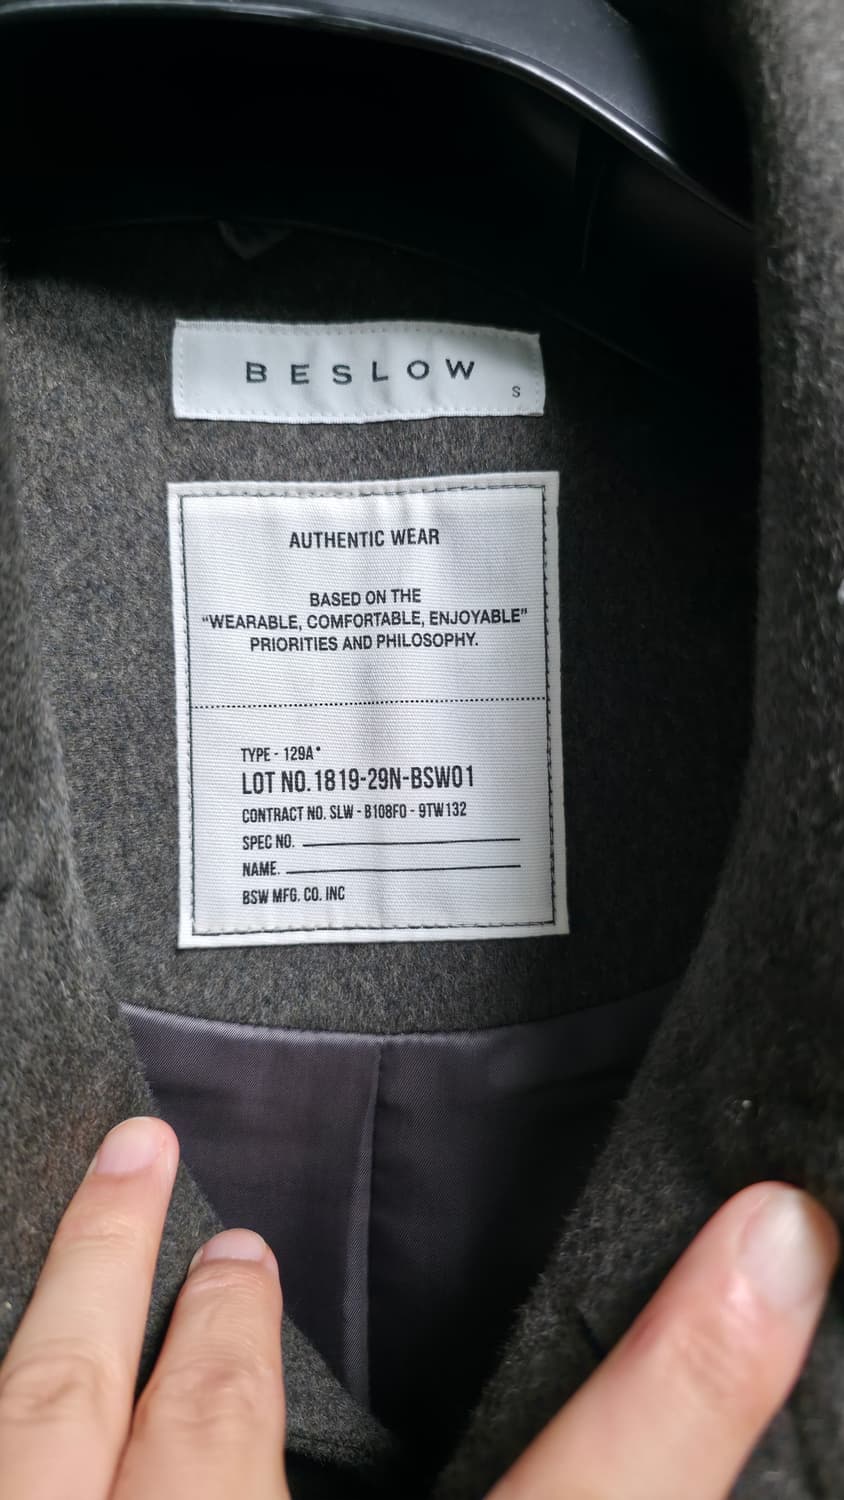 BESLOW
S
AUTHENTIC WEAR
BASED ON THE
"WEARABLE, COMFORTABLE, ENJOYABLE"
PRIORITIES AND PHILOSOPHY.
TYPE - 129A*
LOT NO. 1819-29N-BSW01
CONTRACT NO. SLW - B108F0 - 9TW132
SPEC NO.
NAME.
BSW MFG. CO. INC